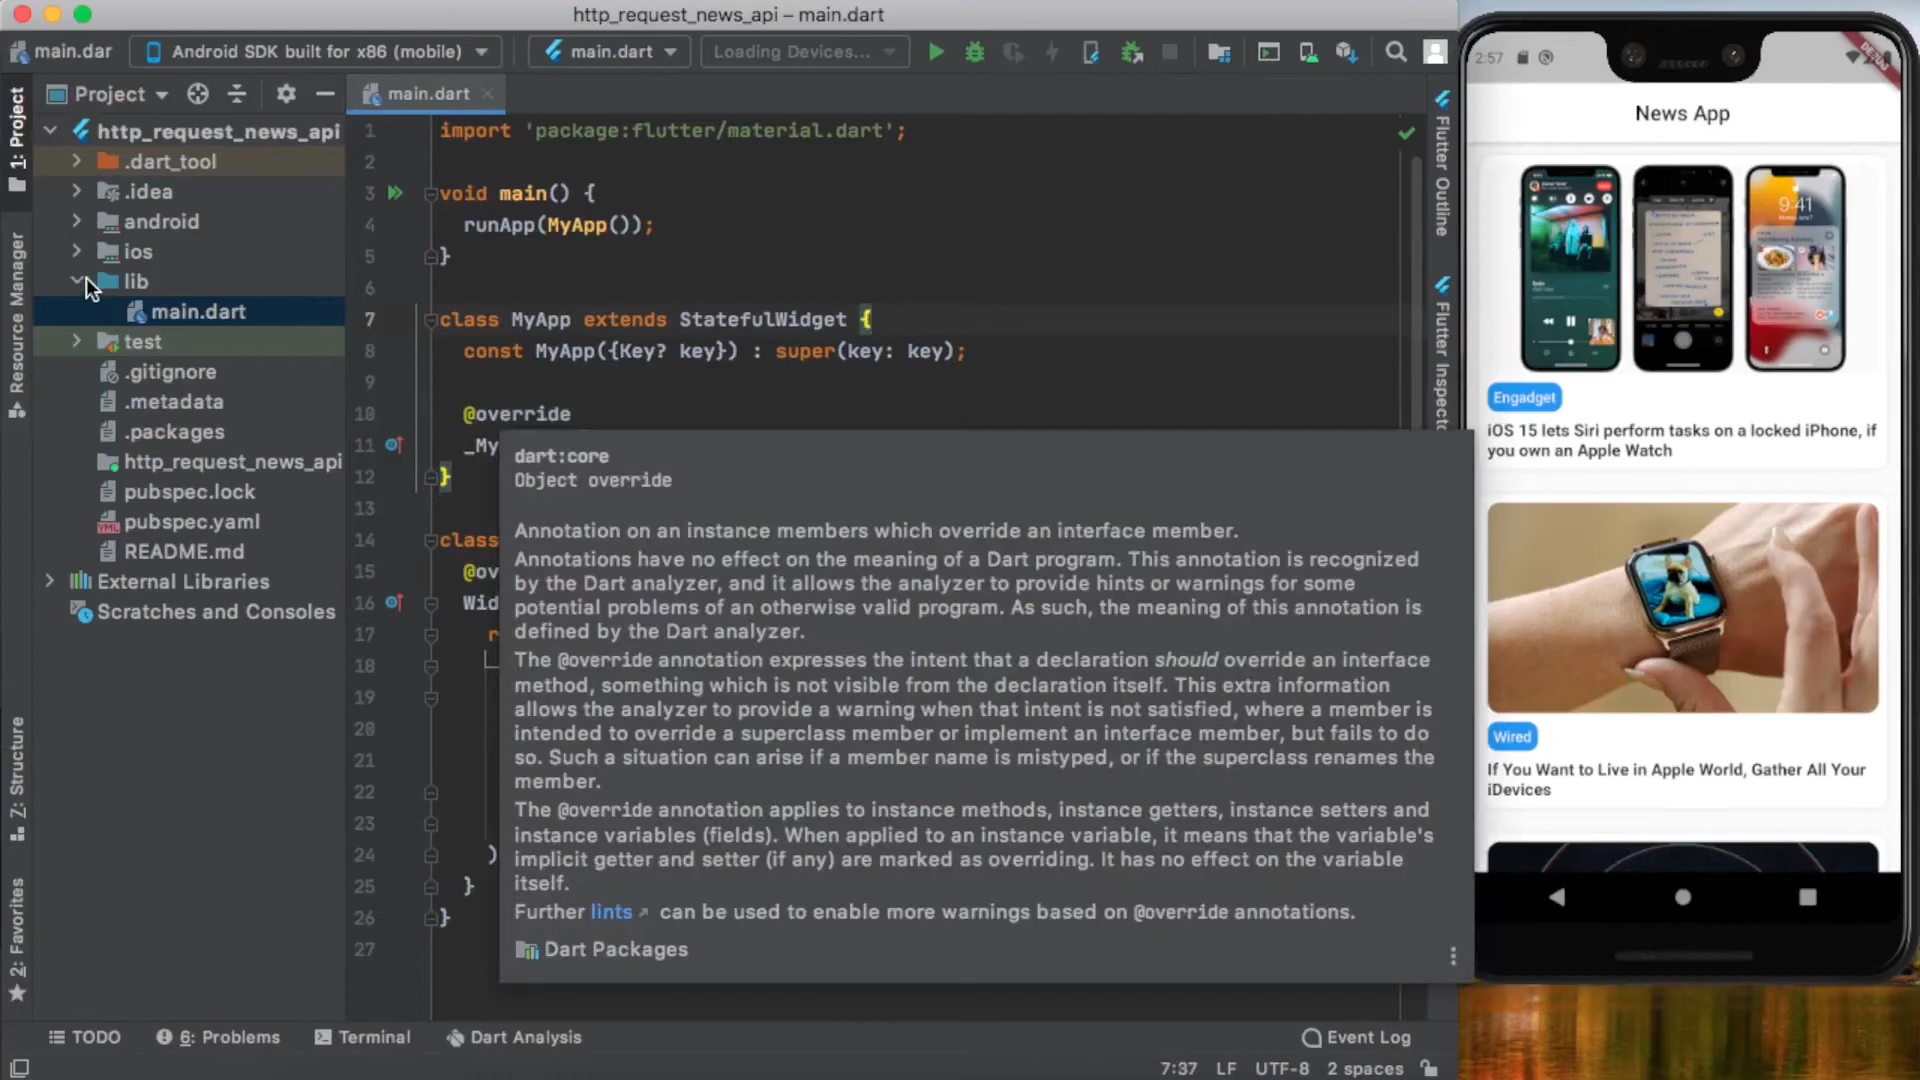 http_request_news_api – main.dart
main.dar
Android SDK built for x86 (mobile)
main.dart
Loading Devices...
1: Project
Resource Manager
Z: Structure
2: Favorites
Project
http_request_news_api
.dart_tool
.idea
android
ios
lib
main.dart
test
.gitignore
.metadata
.packages
http_request_news_api
pubspec.lock
pubspec.yaml
README.md
External Libraries
Scratches and Consoles
main.dart
1 import 'package:flutter/material.dart';
2
3 void main() {
4 runApp(MyApp());
5 }
6
7 class MyApp extends StatefulWidget {
8 const MyApp({Key? key}) : super(key: key);
9
10 @override
11 _My
12 }
13
14 class
15 @ov
16 Wid
17 r
18
19
20
21
22
23
24 )
25 }
26 }
27
dart:core
Object override
Annotation on an instance members which override an interface member.
Annotations have no effect on the meaning of a Dart program. This annotation is recognized
by the Dart analyzer, and it allows the analyzer to provide hints or warnings for some
potential problems of an otherwise valid program. As such, the meaning of this annotation is
defined by the Dart analyzer.
The @override annotation expresses the intent that a declaration should override an interface
method, something which is not visible from the declaration itself. This extra information
allows the analyzer to provide a warning when that intent is not satisfied, where a member is
intended to override a superclass member or implement an interface member, but fails to do
so. Such a situation can arise if a member name is mistyped, or if the superclass renames the
member.
The @override annotation applies to instance methods, instance getters, instance setters and
instance variables (fields). When applied to an instance variable, it means that the variable's
implicit getter and setter (if any) are marked as overriding. It has no effect on the variable
itself.
Further lints can be used to enable more warnings based on @override annotations.
Dart Packages
Flutter Outline
Flutter Inspecto
TODO
6: Problems
Terminal
Dart Analysis
Event Log
7:37 LF UTF-8 2 spaces
2:57
DEBUG
News App
9:41
Engadget
iOS 15 lets Siri perform tasks on a locked iPhone, if
you own an Apple Watch
Wired
If You Want to Live in Apple World, Gather All Your
iDevices